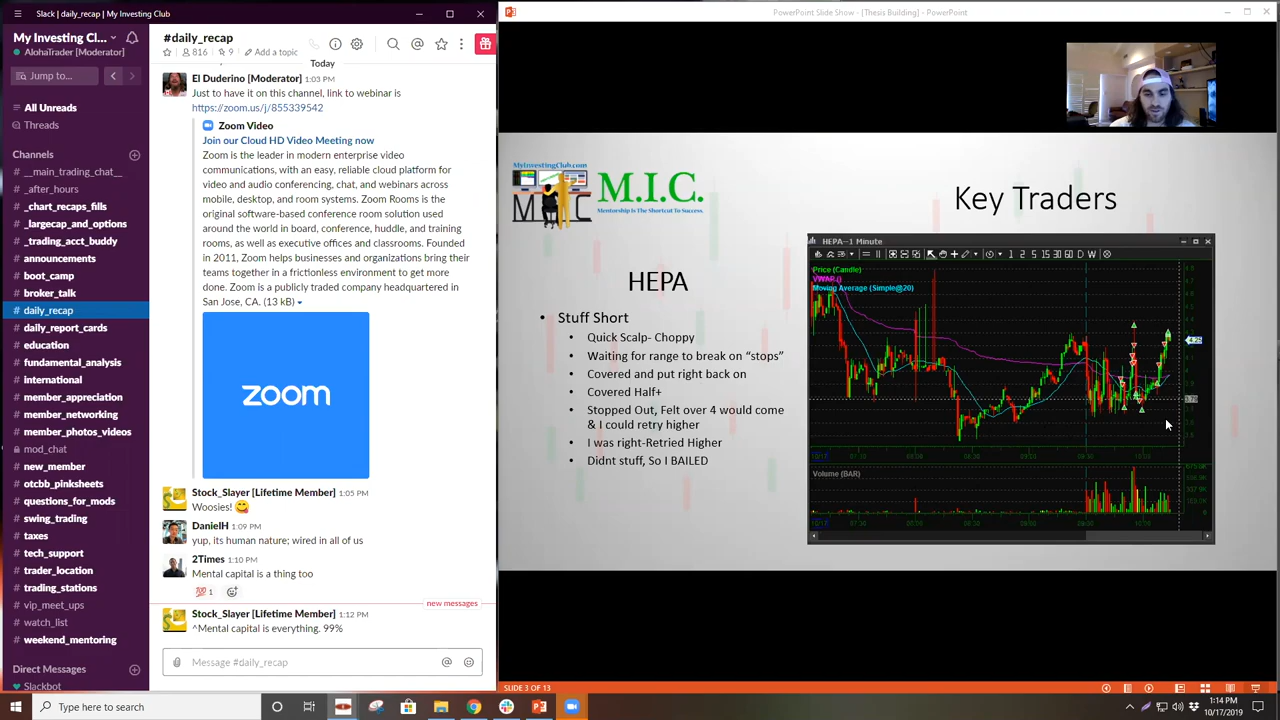 Slack | daily_recap | My Investing Club
My Investing Clu...
Aloha Trader (moderator)
Jump to...
All Unreads
Threads
Channels
__-main_trading_chat__
_after_hours
_chart_recaps_fills
_largecaps_and_options
_trading_acct_buddy
announcements
boot_camp
broker_talk
daily_recap
daily_report_cards
education
fundamental_analysis
international
member_networking
member_photos_videos
mod_chat
new_member
otcbb_pinksheets
questions_for_mods
swing_trading
taxes
tech_support
trader_location
trading_stations
vip_meet_ups
watch_list
weekend_mentoring
Direct Messages
Slackbot
#daily_recap
816
9
Add a topic
Today
El Duderino [Moderator] 1:03 PM
Just to have it on this channel, link to webinar is
https://zoom.us/j/855339542
Zoom Video
Join our Cloud HD Video Meeting now
Zoom is the leader in modern enterprise video
communications, with an easy, reliable cloud platform for
video and audio conferencing, chat, and webinars across
mobile, desktop, and room systems. Zoom Rooms is the
original software-based conference room solution used
around the world in board, conference, huddle, and training
rooms, as well as executive offices and classrooms. Founded
in 2011, Zoom helps businesses and organizations bring their
teams together in a frictionless environment to get more
done. Zoom is a publicly traded company headquartered in
San Jose, CA. (13 kB)
zoom
Stock_Slayer [Lifetime Member] 1:05 PM
Woosies!
DanielH 1:09 PM
yup, its human nature; wired in all of us
2Times 1:10 PM
Mental capital is a thing too
1
new messages
Stock_Slayer [Lifetime Member] 1:12 PM
^Mental capital is everything. 99%
Message #daily_recap
PowerPoint Slide Show - [Thesis Building] - PowerPoint
MyInvestingClub.com
M.I.C.
Mentorship Is The Shortcut To Success.
Key Traders
HEPA
• Stuff Short
• Quick Scalp- Choppy
• Waiting for range to break on “stops”
• Covered and put right back on
• Covered Half+
• Stopped Out, Felt over 4 would come
& I could retry higher
• I was right-Retried Higher
• Didnt stuff, So I BAILED
HEPA--1 Minute
1 2 5 15 30 60 D W
Price (Candle)
VWAP ()
Moving Average (Simple@20)
Volume (BAR)
SLIDE 3 OF 13
Type here to search
1:14 PM
10/17/2019